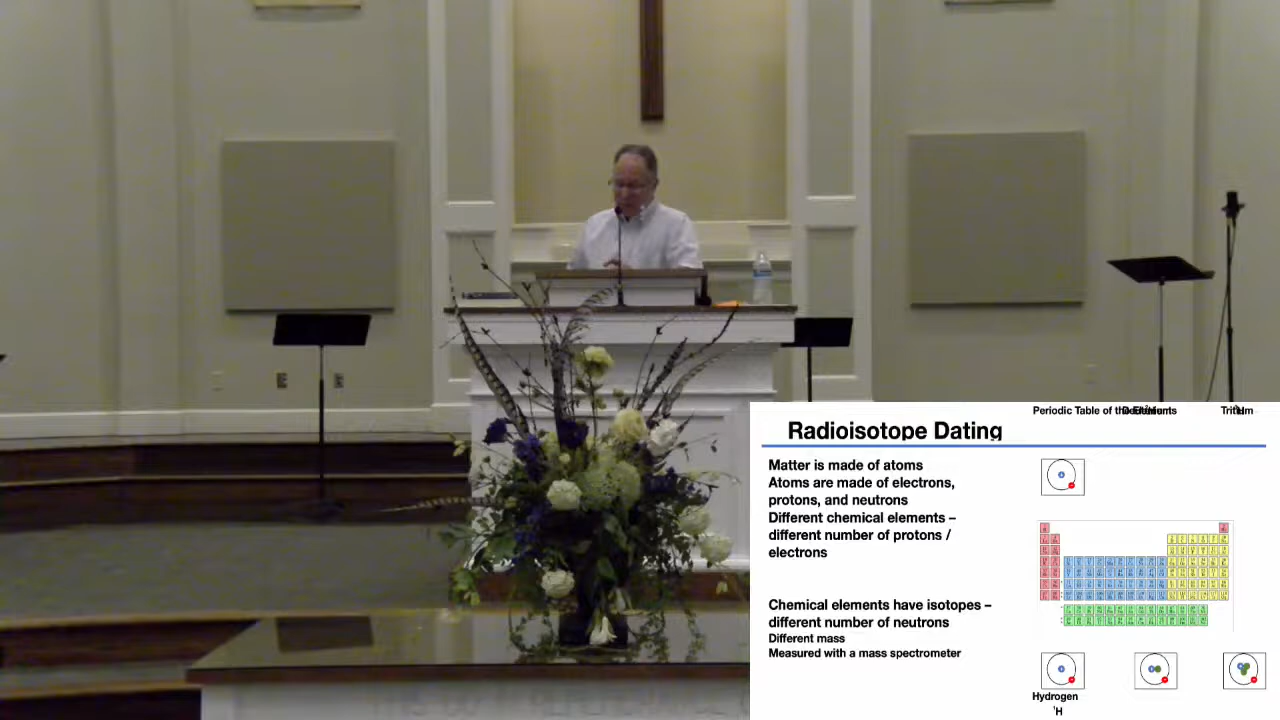 Periodic Table of the Elements
Tritium
Radioisotope Dating
Matter is made of atoms
Atoms are made of electrons,
protons, and neutrons
Different chemical elements –
different number of protons /
electrons
Chemical elements have isotopes –
different number of neutrons
Different mass
Measured with a mass spectrometer
Hydrogen
¹H